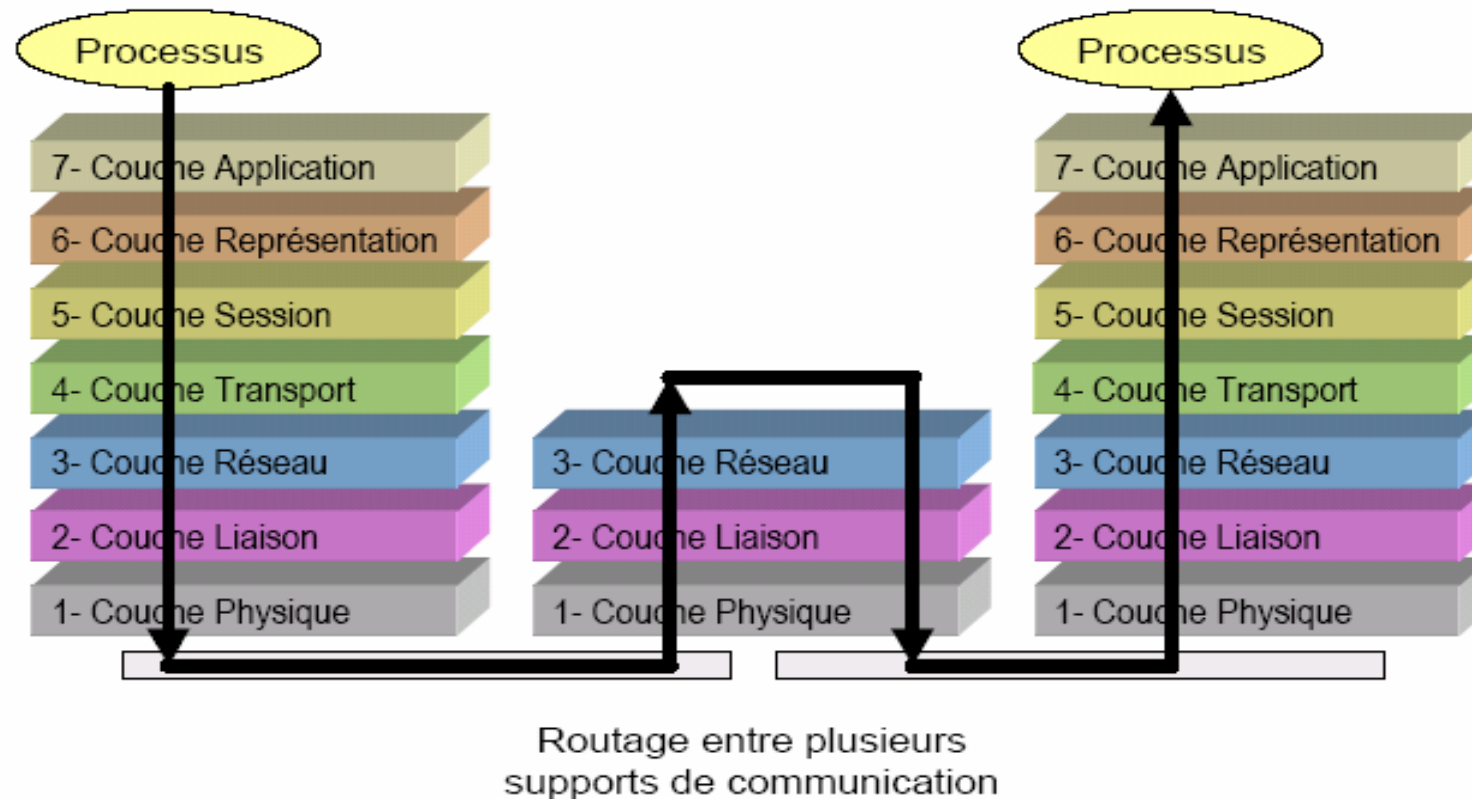 Processus
Processus
7- Couche Application
6- Couche Représentation
5- Couche Session
4- Couche Transport
3- Couche Réseau
2- Couche Liaison
1- Couche Physique
3- Couche Réseau
2- Couche Liaison
1- Couche Physique
7- Couche Application
6- Couche Représentation
5- Couche Session
4- Couche Transport
3- Couche Réseau
2- Couche Liaison
1- Couche Physique
Routage entre plusieurs
supports de communication